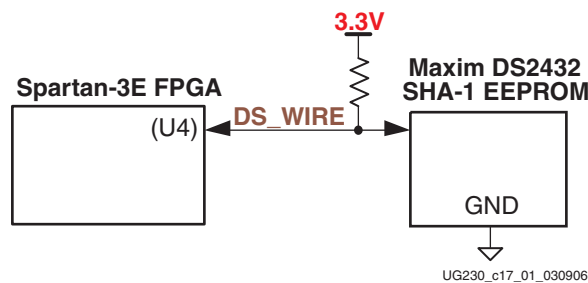 3.3V
Spartan-3E FPGA
Maxim DS2432
SHA-1 EEPROM
(U4)
DS_WIRE
GND
UG230_c17_01_030906